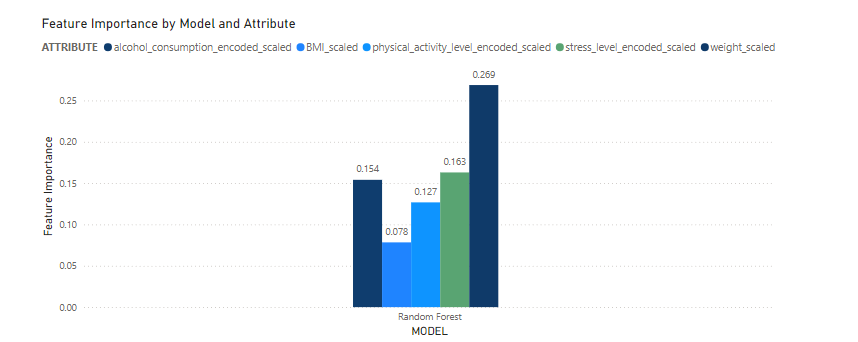 Feature Importance by Model and Attribute
ATTRIBUTE alcohol_consumption_encoded_scaled BMI_scaled physical_activity_level_encoded_scaled stress_level_encoded_scaled weight_scaled
0.269
0.25
0.20
0.163
0.154
0.15
0.127
0.10
0.078
0.05
0.00
Feature Importance
Random Forest
MODEL